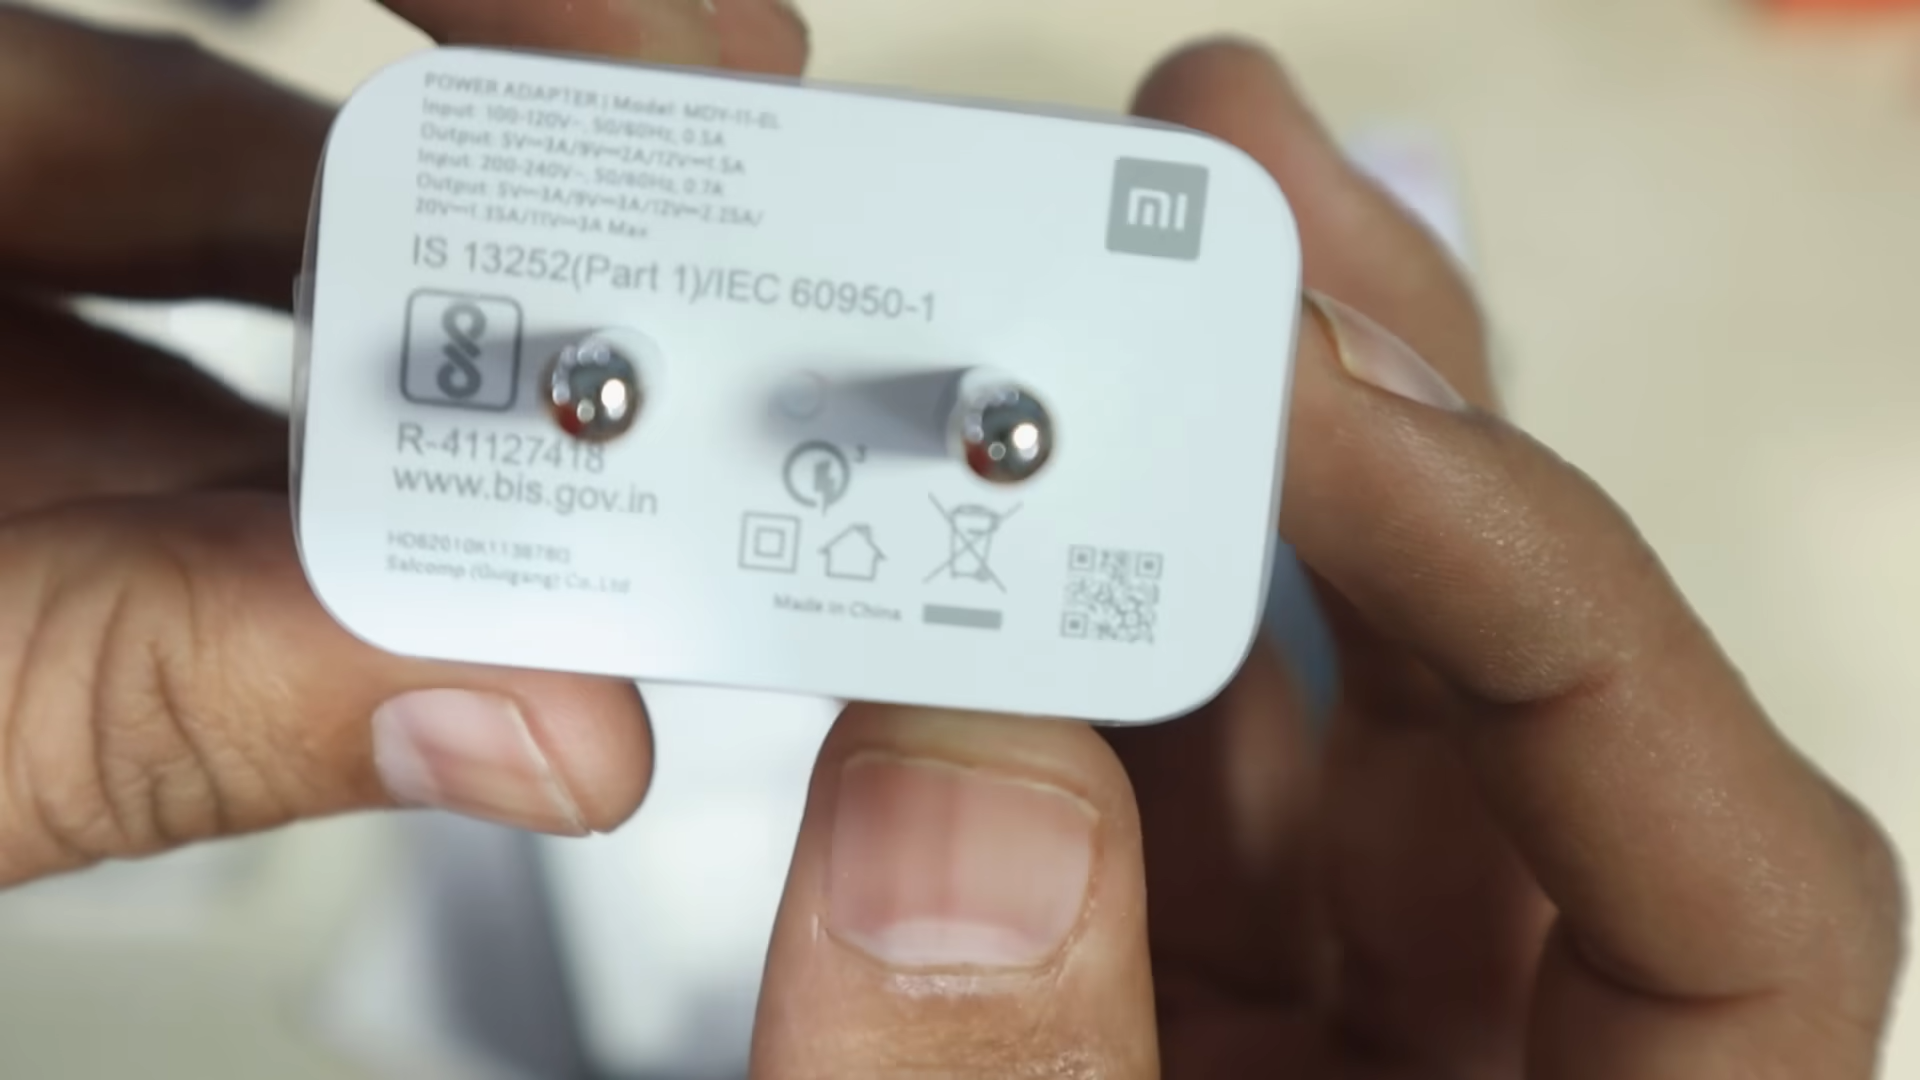 POWER ADAPTER | Model: MDY-11-EL
Input: 100-120V~, 50/60Hz, 0.5A
Output: 5V⎓3A/9V⎓2A/12V⎓1.5A
Input: 200-240V~, 50/60Hz, 0.7A
Output: 5V⎓3A/9V⎓3A/12V⎓2.25A/
20V⎓1.35A/11V⎓3A Max
mi
IS 13252(Part 1)/IEC 60950-1
R-41127418
www.bis.gov.in
3
Salcomp (Guigang) Co.,Ltd
Made in China